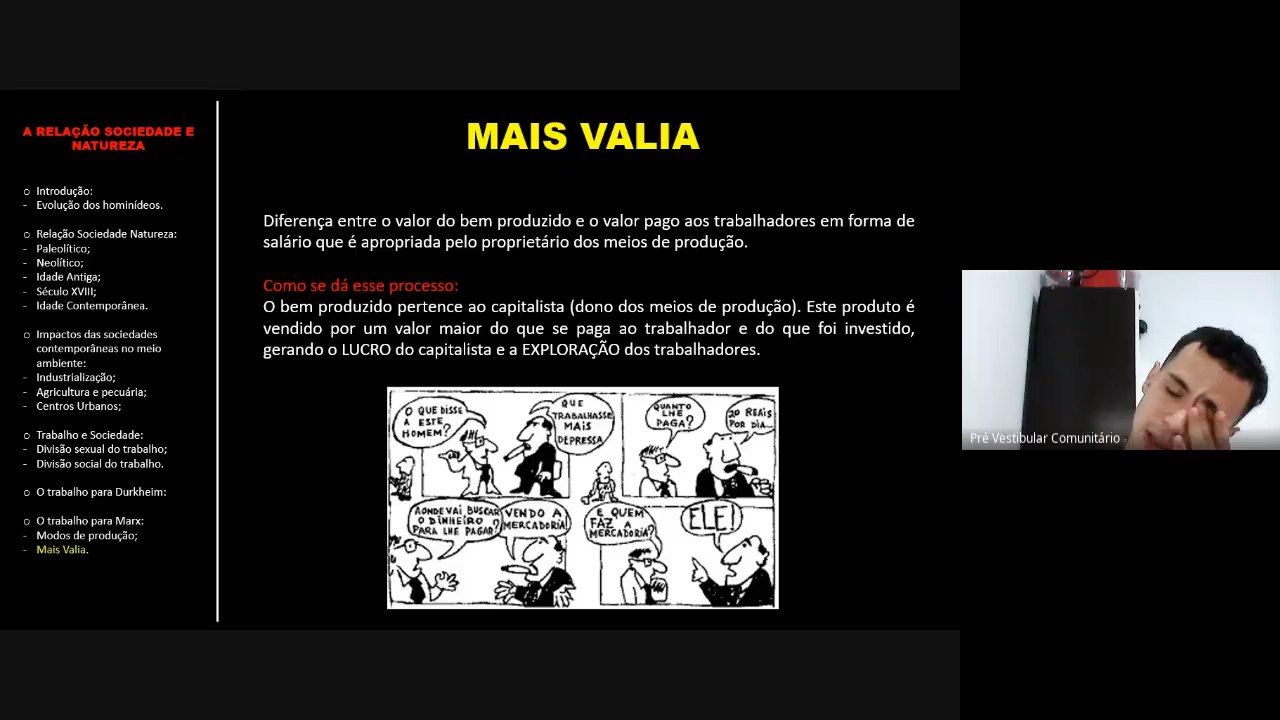 A RELAÇÃO SOCIEDADE E
NATUREZA
o Introdução:
- Evolução dos hominídeos.
o Relação Sociedade Natureza:
- Paleolítico;
- Neolítico;
- Idade Antiga;
- Século XVIII;
- Idade Contemporânea.
o Impactos das sociedades
contemporâneas no meio
ambiente:
- Industrialização;
- Agricultura e pecuária;
- Centros Urbanos;
o Trabalho e Sociedade:
- Divisão sexual do trabalho;
- Divisão social do trabalho.
o O trabalho para Durkheim:
o O trabalho para Marx:
- Modos de produção;
- Mais Valia.
MAIS VALIA
Diferença entre o valor do bem produzido e o valor pago aos trabalhadores em forma de
salário que é apropriada pelo proprietário dos meios de produção.
Como se dá esse processo:
O bem produzido pertence ao capitalista (dono dos meios de produção). Este produto é
vendido por um valor maior do que se paga ao trabalhador e do que foi investido,
gerando o LUCRO do capitalista e a EXPLORAÇÃO dos trabalhadores.
O QUE DISSE
A ESTE
HOMEM?
QUE
TRABALHASSE
MAIS
DEPRESSA
QUANTO
LHE
PAGA?
20 REAIS
POR DIA...
AONDE VAI BUSCAR
O DINHEIRO
PARA LHE PAGAR?
VENDO A
MERCADORIA!
E QUEM
FAZ A
MERCADORIA?
ELE!
Pré Vestibular Comunitário